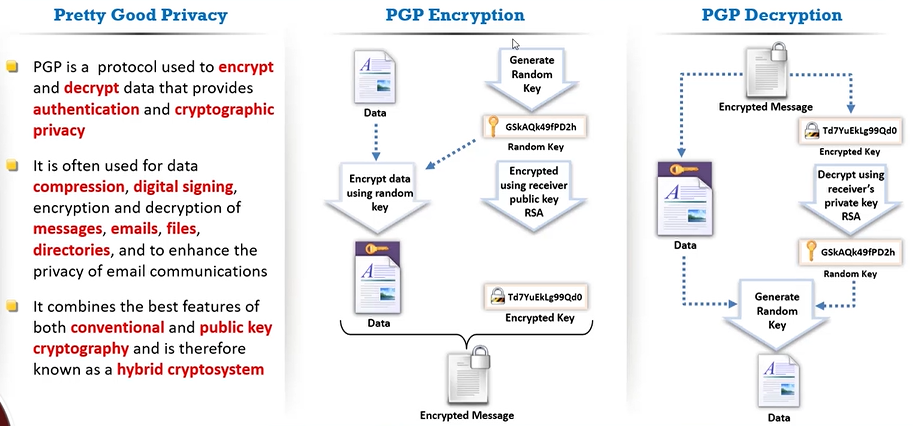 Pretty Good Privacy
PGP is a protocol used to encrypt
and decrypt data that provides
authentication and cryptographic
privacy
It is often used for data
compression, digital signing,
encryption and decryption of
messages, emails, files,
directories, and to enhance the
privacy of email communications
It combines the best features of
both conventional and public key
cryptography and is therefore
known as a hybrid cryptosystem
PGP Encryption
Data
Generate
Random
Key
GSkAQk49fPD2h
Random Key
Encrypt data
using random
key
Encrypted
using receiver
public key
RSA
Data
Td7YuEkLg99Qd0
Encrypted Key
Encrypted Message
PGP Decryption
Encrypted Message
Td7YuEkLg99Qd0
Encrypted Key
Data
Decrypt using
receiver's
private key
RSA
GSkAQk49fPD2h
Random Key
Generate
Random
Key
Data